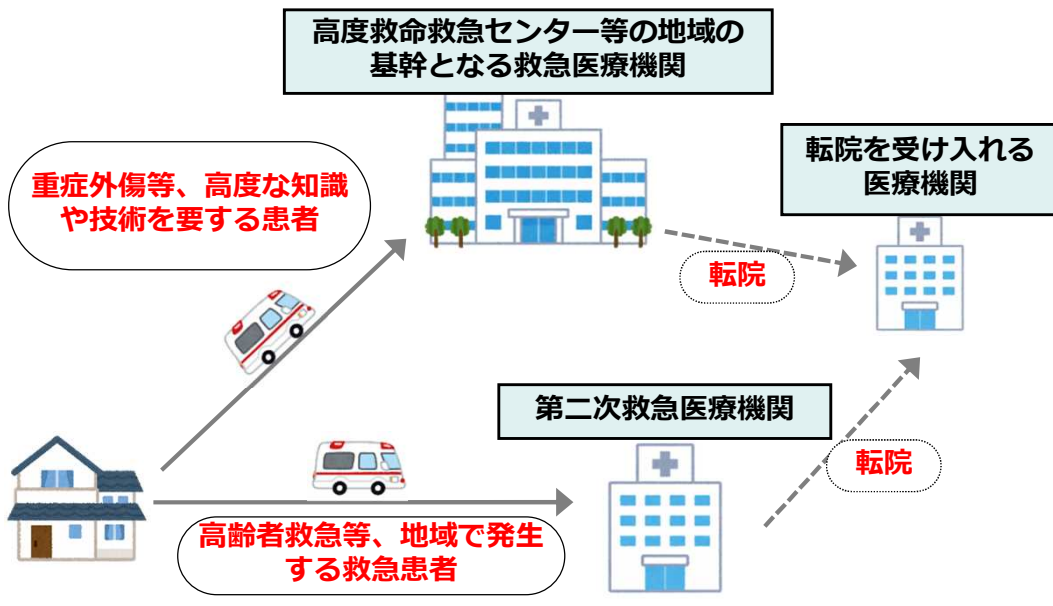 高度救命救急センター等の地域の
基幹となる救急医療機関
転院を受け入れる
医療機関
重症外傷等、高度な知識
や技術を要する患者
転院
第二次救急医療機関
転院
高齢者救急等、地域で発生
する救急患者